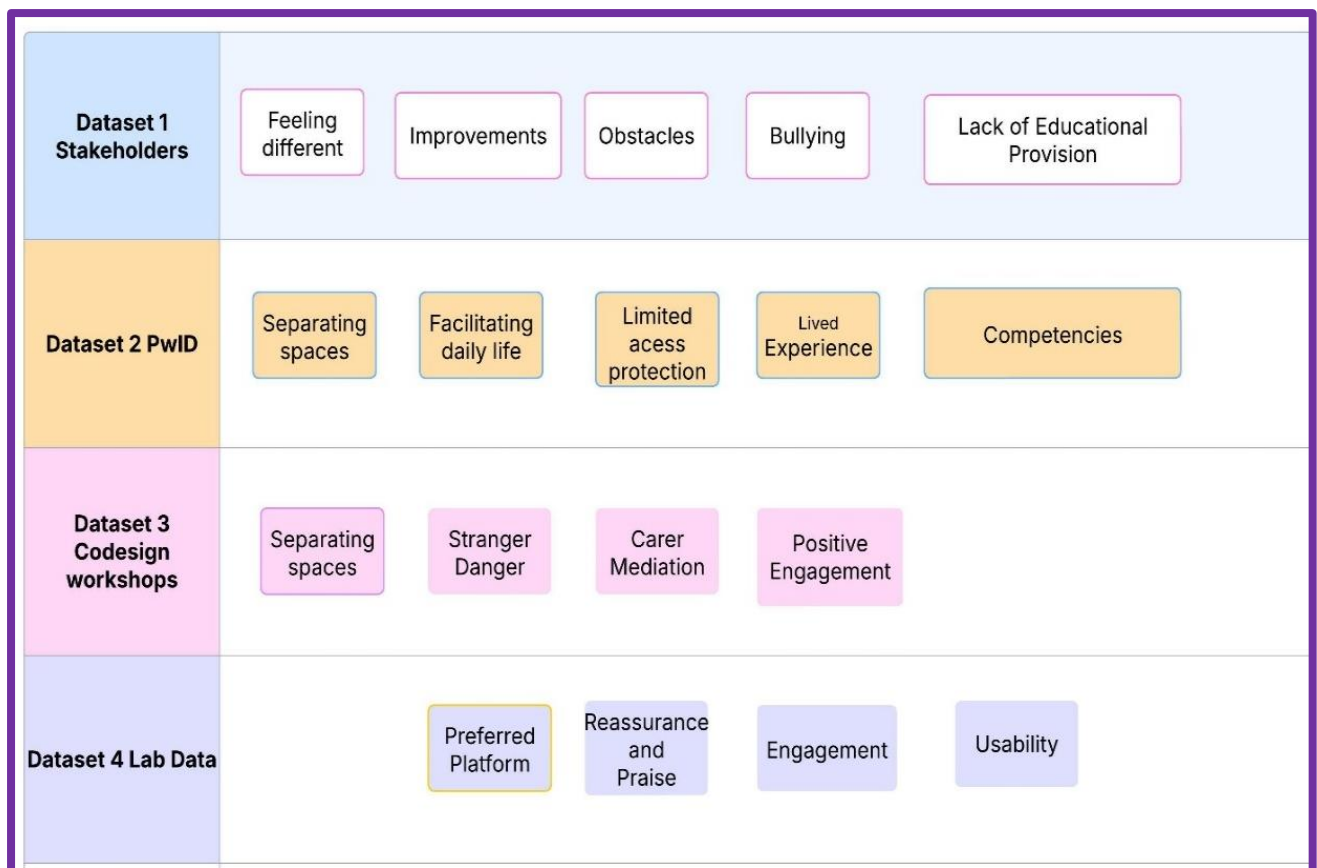 Dataset 1
Stakeholders
Feeling
different
Improvements
Obstacles
Bullying
Lack of Educational
Provision
Dataset 2 PwID
Separating
spaces
Facilitating
daily life
Limited
acess
protection
Lived
Experience
Competencies
Dataset 3
Codesign
workshops
Separating
spaces
Stranger
Danger
Carer
Mediation
Positive
Engagement
Dataset 4 Lab Data
Preferred
Platform
Reassurance
and
Praise
Engagement
Usability